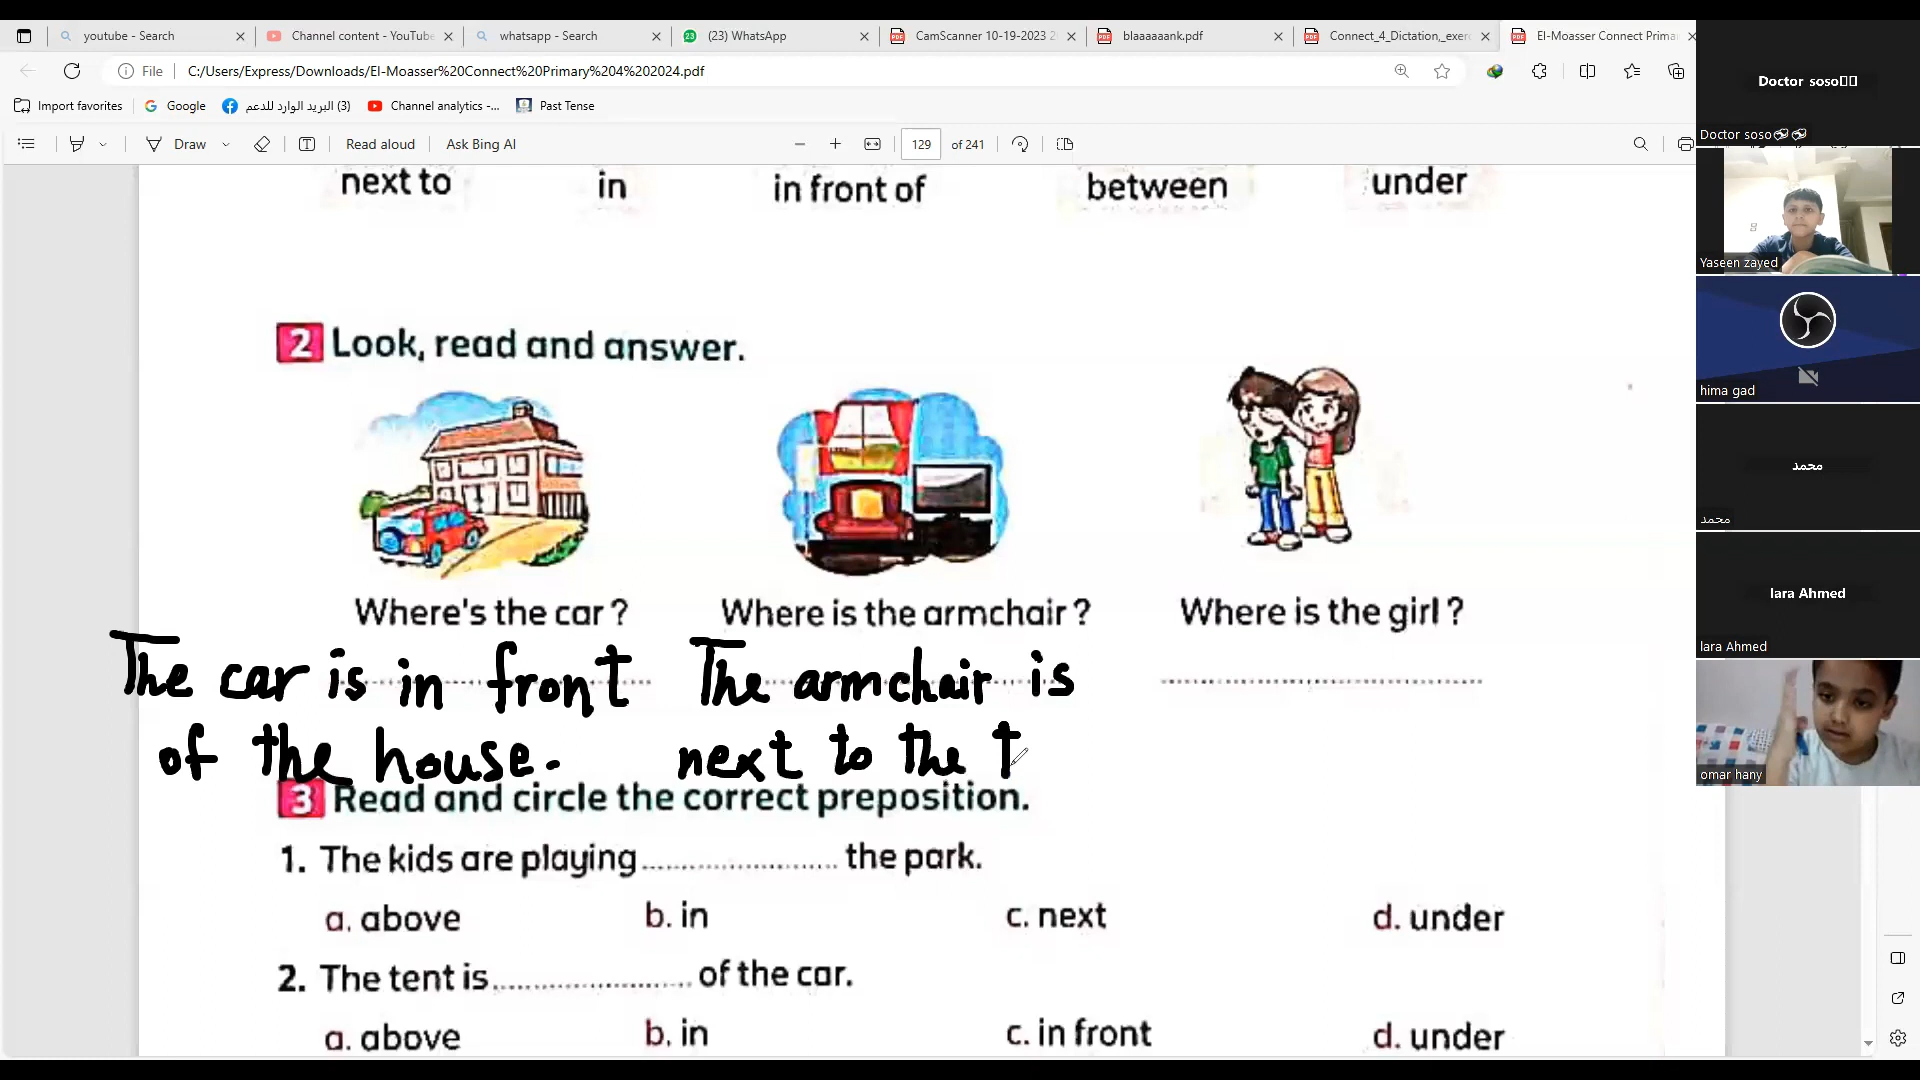 youtube - Search
Channel content - YouTube
whatsapp - Search
(23) WhatsApp
CamScanner 10-19-2023 2
blaaaaaank.pdf
Connect_4_Dictation,_exer
El-Moasser Connect Prima
File
C:/Users/Express/Downloads/El-Moasser%20Connect%20Primary%204%202024.pdf
Import favorites
Google
(3) البريد الوارد للدعم
Channel analytics -...
Past Tense
Draw
Read aloud
Ask Bing AI
129 of 241
next to in in front of between under
2 Look, read and answer.
Where's the car ? Where is the armchair ? Where is the girl ?
The car is in front The armchair is
of the house. next to the T
3 Read and circle the correct preposition.
1. The kids are playing .................... the park.
a. above b. in c. next d. under
2. The tent is .................... of the car.
a. above b. in c. in front d. under
Doctor soso
Doctor soso
Yaseen zayed
hima gad
محمد
محمد
lara Ahmed
lara Ahmed
omar hany